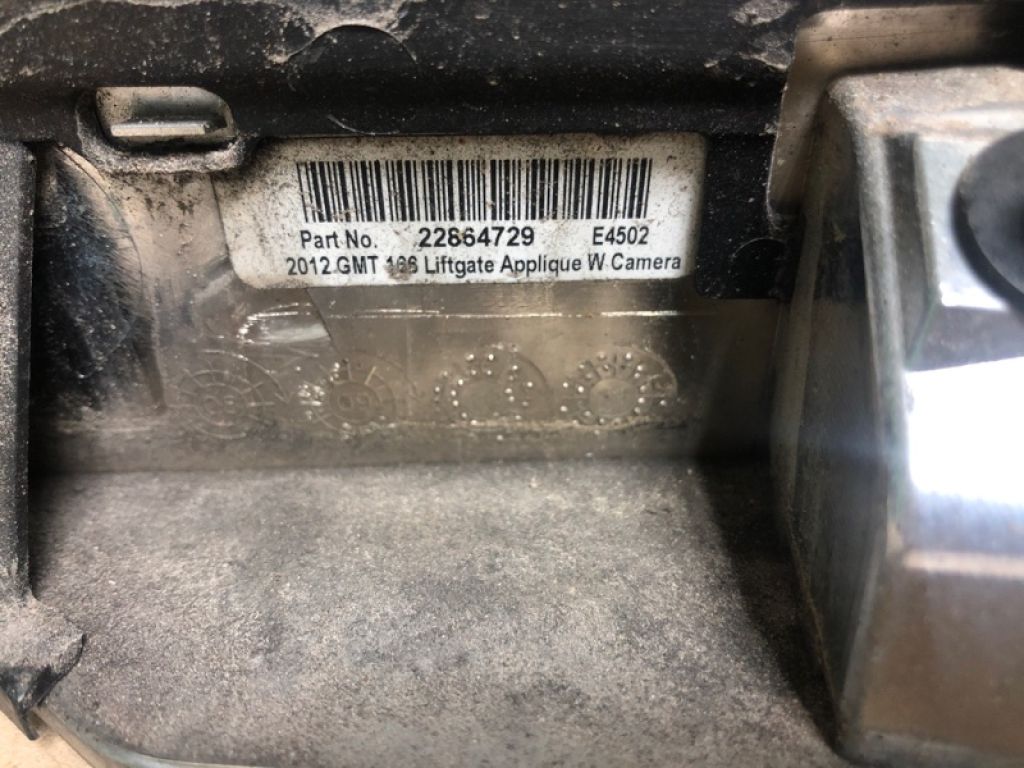 Part No. 22864729 E4502
2012 GMT 166 Liftgate Applique W Camera